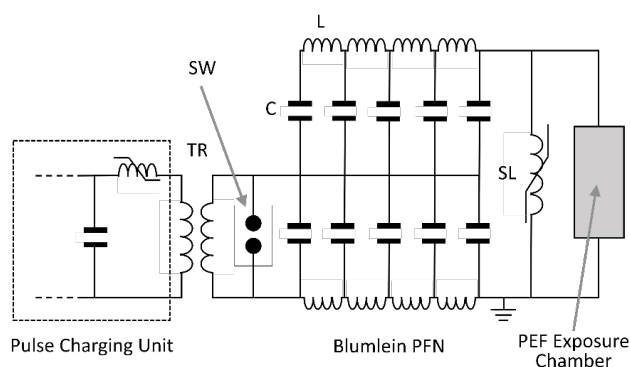 L
SW
C
TR
SL
Pulse Charging Unit
Blumlein PFN
PEF Exposure
Chamber